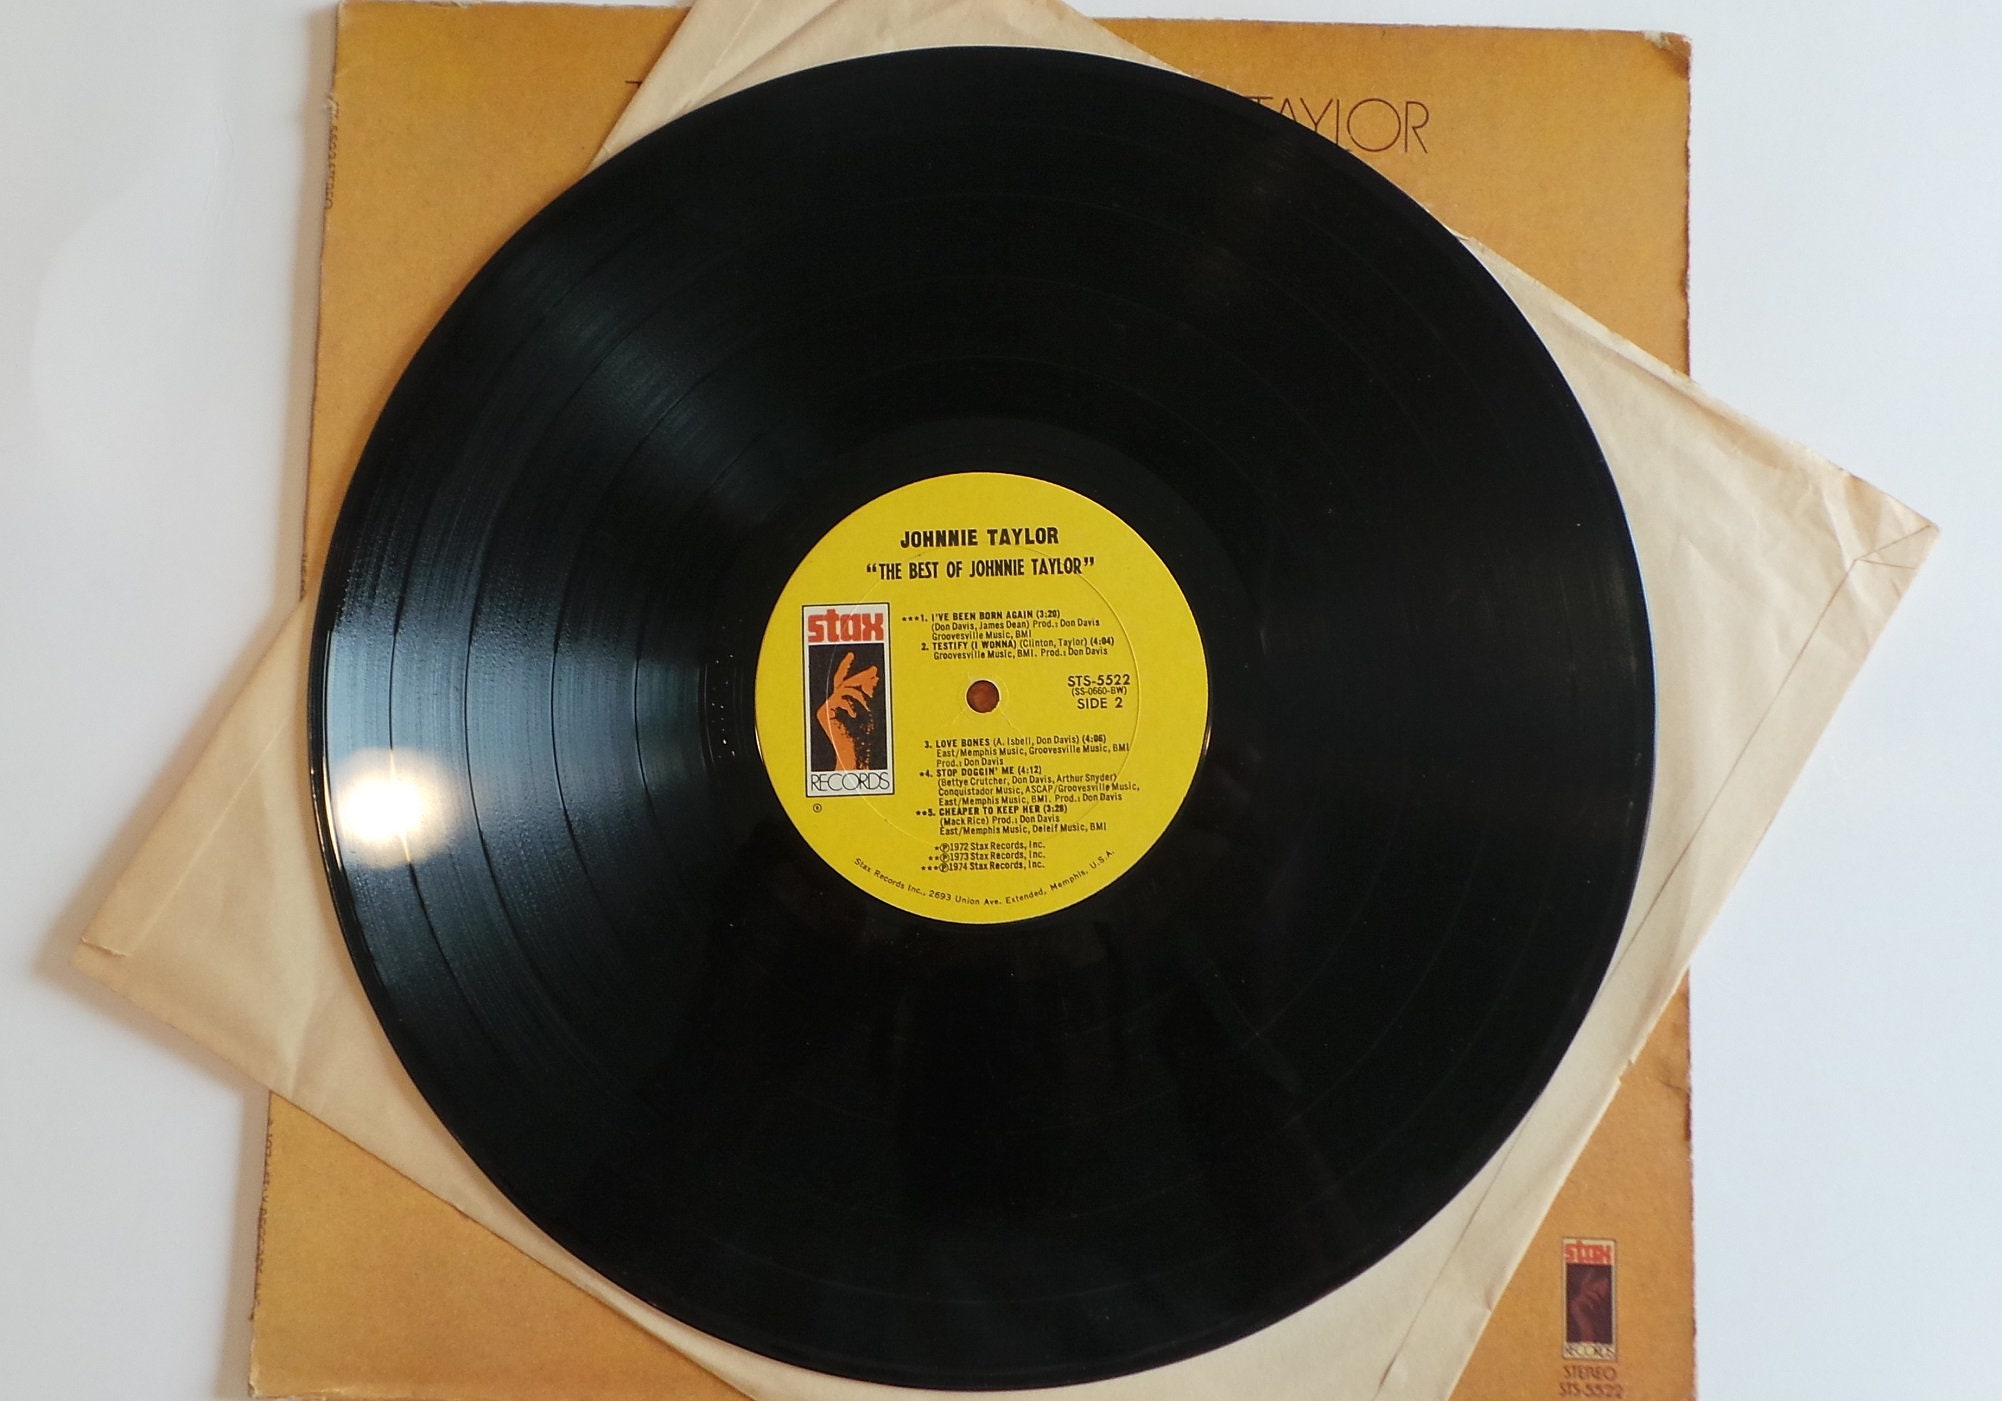 TAYLOR
JOHNNIE TAYLOR
“THE BEST OF JOHNNIE TAYLOR”
stax
RECORDS
***1. I'VE BEEN BORN AGAIN (3:20)
(Don Davis, James Dean) Prod.: Don Davis
Groovesville Music, BMI
2. TESTIFY (I WONNA) (Clinton, Taylor) (4:04)
Groovesville Music, BMI. Prod.: Don Davis
STS-5522
(SS-0660-BW)
SIDE 2
3. LOVE BONES (A. Isbell, Don Davis) (4:06)
East/Memphis Music, Groovesville Music, BMI
Prod.: Don Davis
*4. STOP DOGGIN' ME (4:12)
(Bettye Crutcher, Don Davis, Arthur Snyder)
Conquistador Music, ASCAP/Groovesville Music,
East/Memphis Music, BMI. Prod.: Don Davis
**5. CHEAPER TO KEEP HER (3:28)
(Mack Rice) Prod.: Don Davis
East/Memphis Music, Deleif Music, BMI
*℗1972 Stax Records, Inc.
**℗1973 Stax Records, Inc.
***℗1974 Stax Records, Inc.
Stax Records Inc., 2693 Union Ave. Extended, Memphis, U.S.A.
stax
RECORDS
STEREO
STS-5522